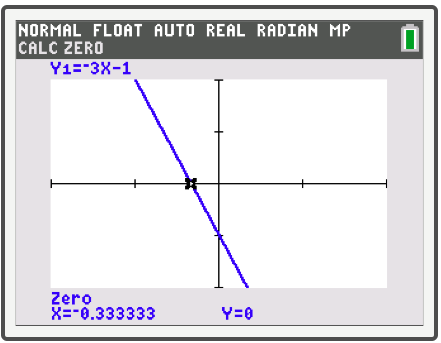 NORMAL FLOAT AUTO REAL RADIAN MP
CALC ZERO
Y₁=⁻3X−1
Zero
X=⁻0.333333 Y=0